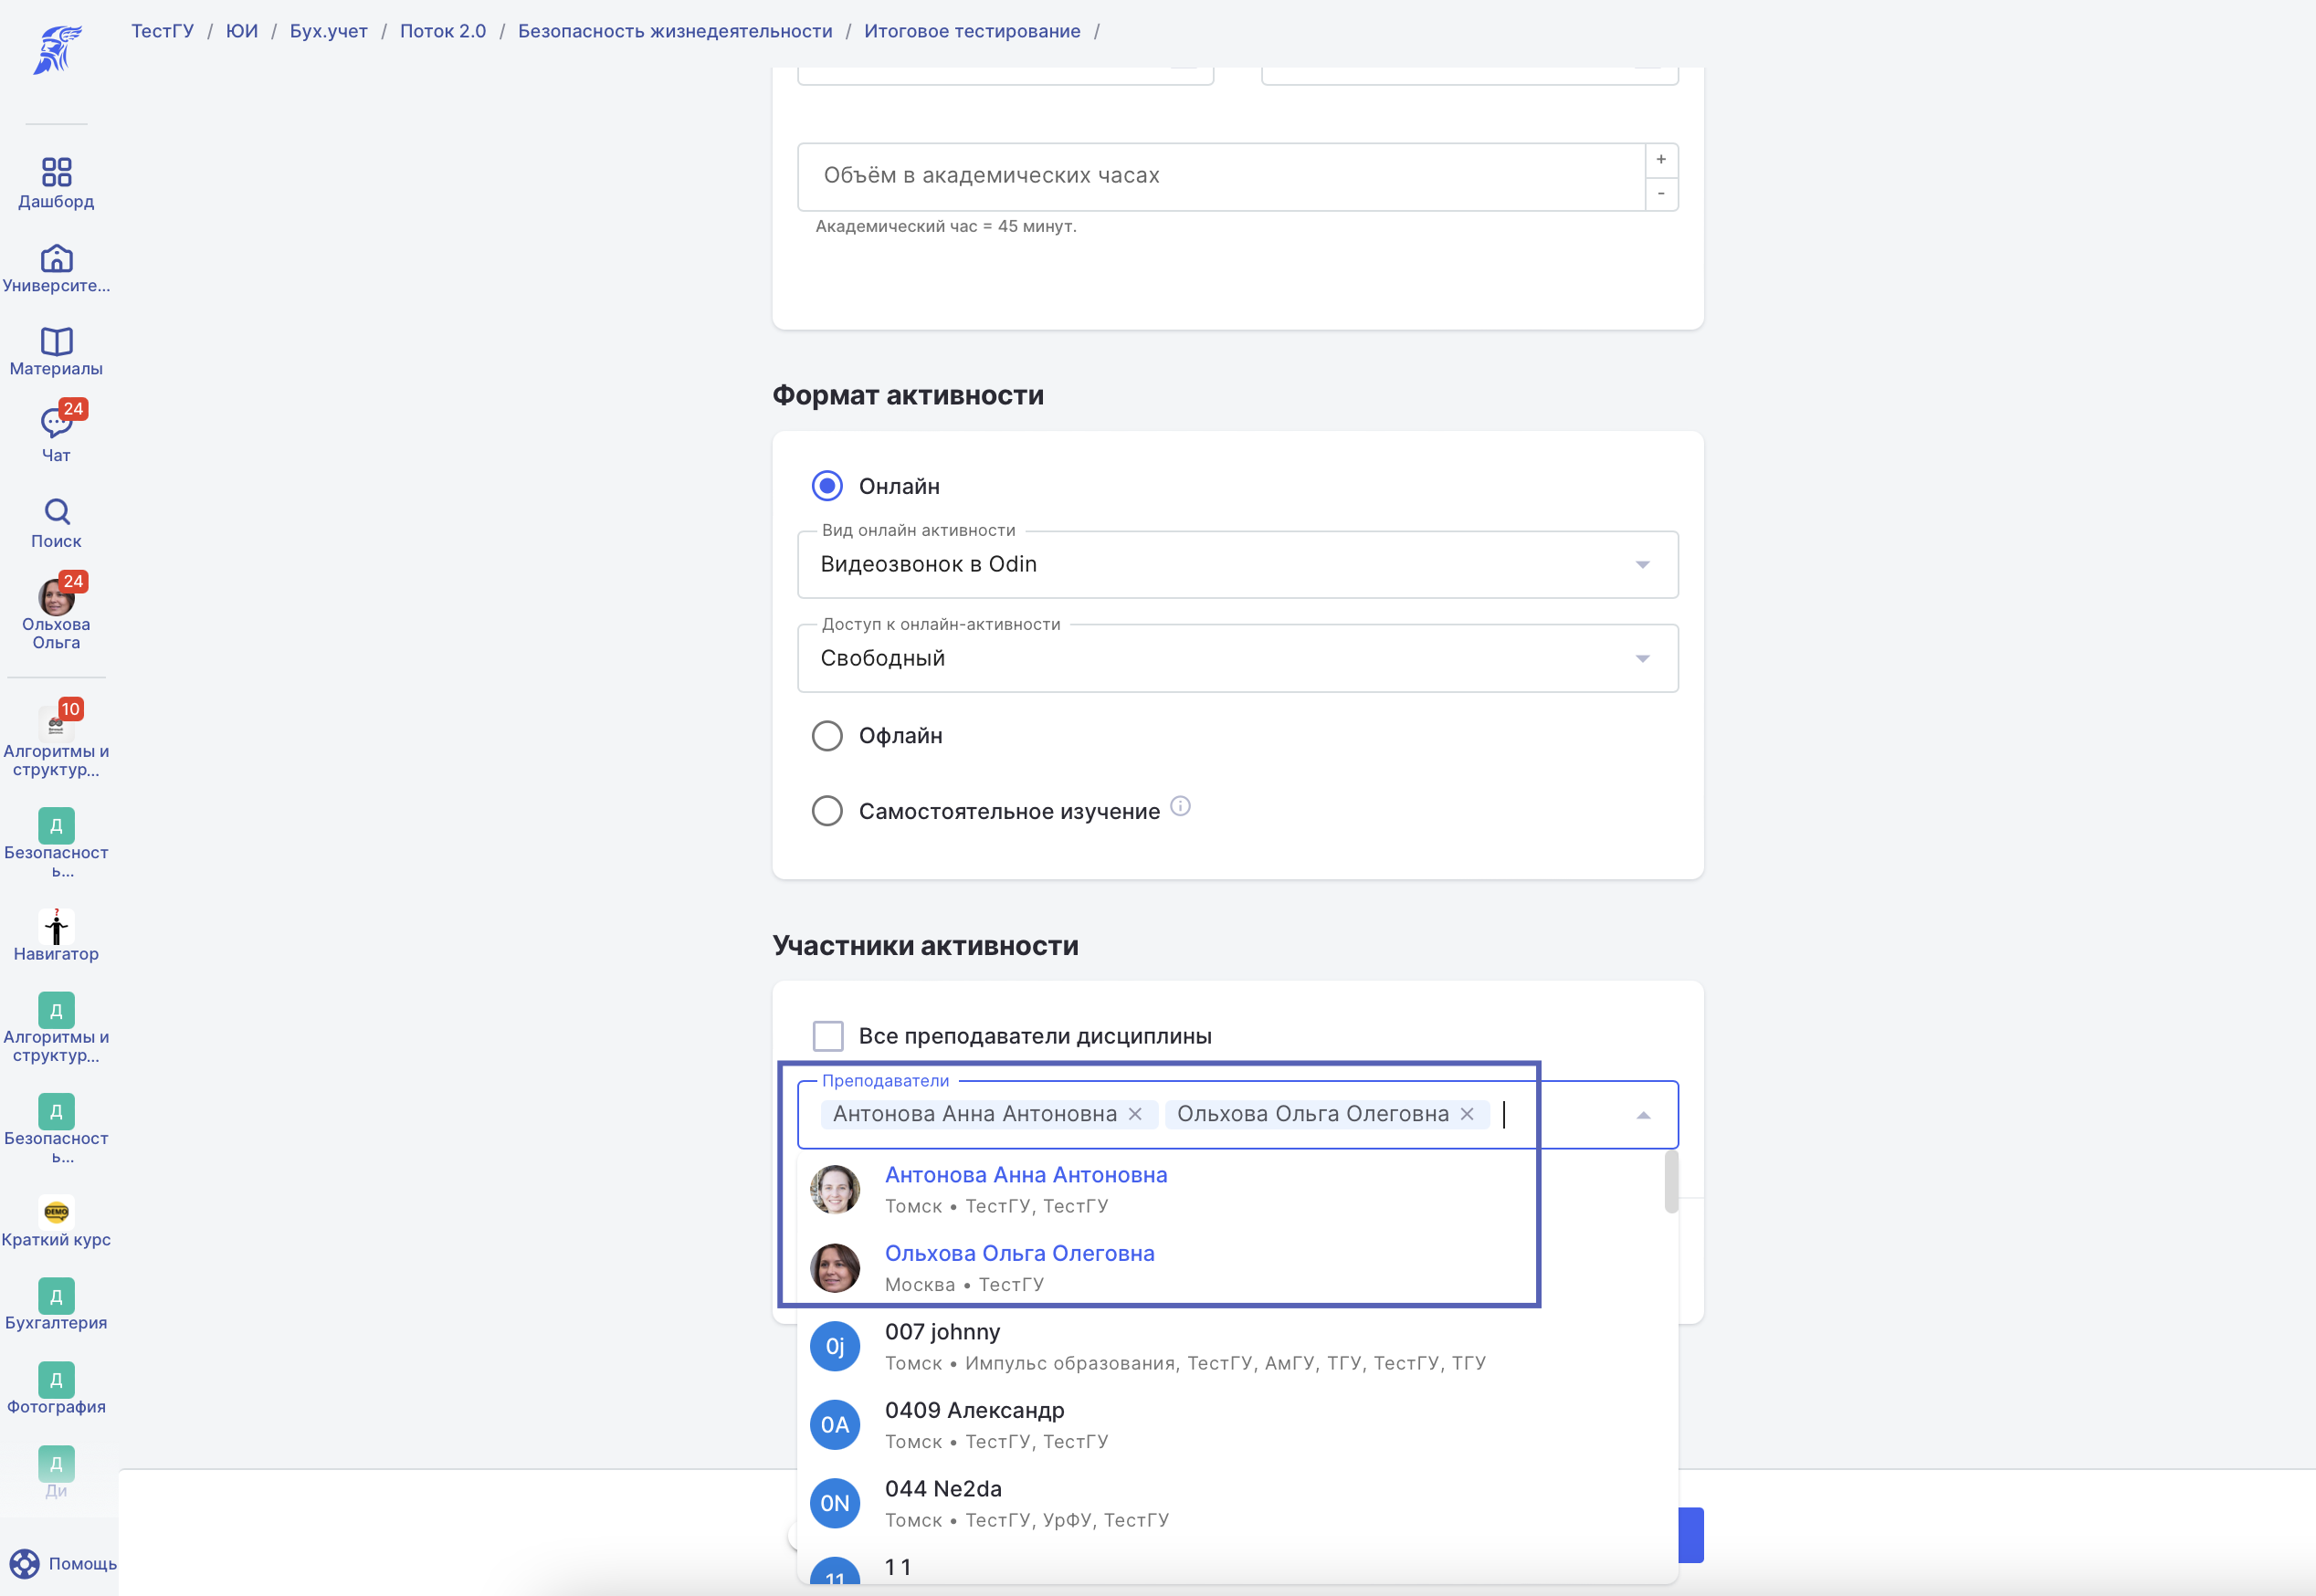 ТестГУ / ЮИ / Бух.учет / Поток 2.0 / Безопасность жизнедеятельности / Итоговое тестирование /
Дашборд
Университе...
Материалы
24
Чат
Поиск
24
Ольхова
Ольга
10
Алгоритмы и
структур...
Д
Безопасност
ь...
?
Навигатор
Д
Алгоритмы и
структур...
Д
Безопасност
ь...
DEMO
Краткий курс
Д
Бухгалтерия
Д
Фотография
Д
Ди
Помощь
Объём в академических часах
+
-
Академический час = 45 минут.
Формат активности
Онлайн
Вид онлайн активности
Видеозвонок в Odin
Доступ к онлайн-активности
Свободный
Офлайн
Самостоятельное изучение
Участники активности
Все преподаватели дисциплины
Преподаватели
Антонова Анна Антоновна × Ольхова Ольга Олеговна ×
Антонова Анна Антоновна
Томск • ТестГУ, ТестГУ
Ольхова Ольга Олеговна
Москва • ТестГУ
0j
007 johnny
Томск • Импульс образования, ТестГУ, АмГУ, ТГУ, ТестГУ, ТГУ
0А
0409 Александр
Томск • ТестГУ, ТестГУ
0N
044 Ne2da
Томск • ТестГУ, УрФУ, ТестГУ
11
1 1